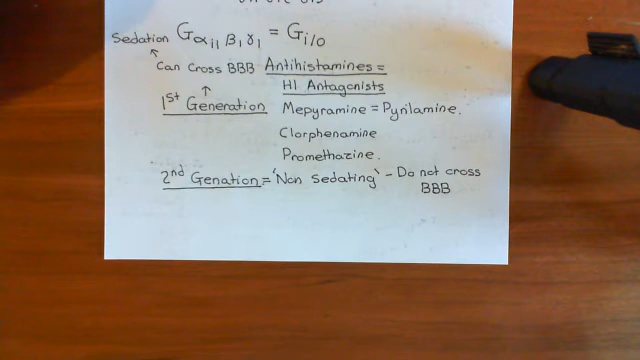 Sedation Gαi1 β1 γ1 = Gi/o
Can cross BBB Antihistamines =
H1 Antagonists
1st Generation Mepyramine = Pyrilamine.
Clorphenamine
Promethazine.
2nd Genation = 'Non Sedating' - Do not cross
BBB